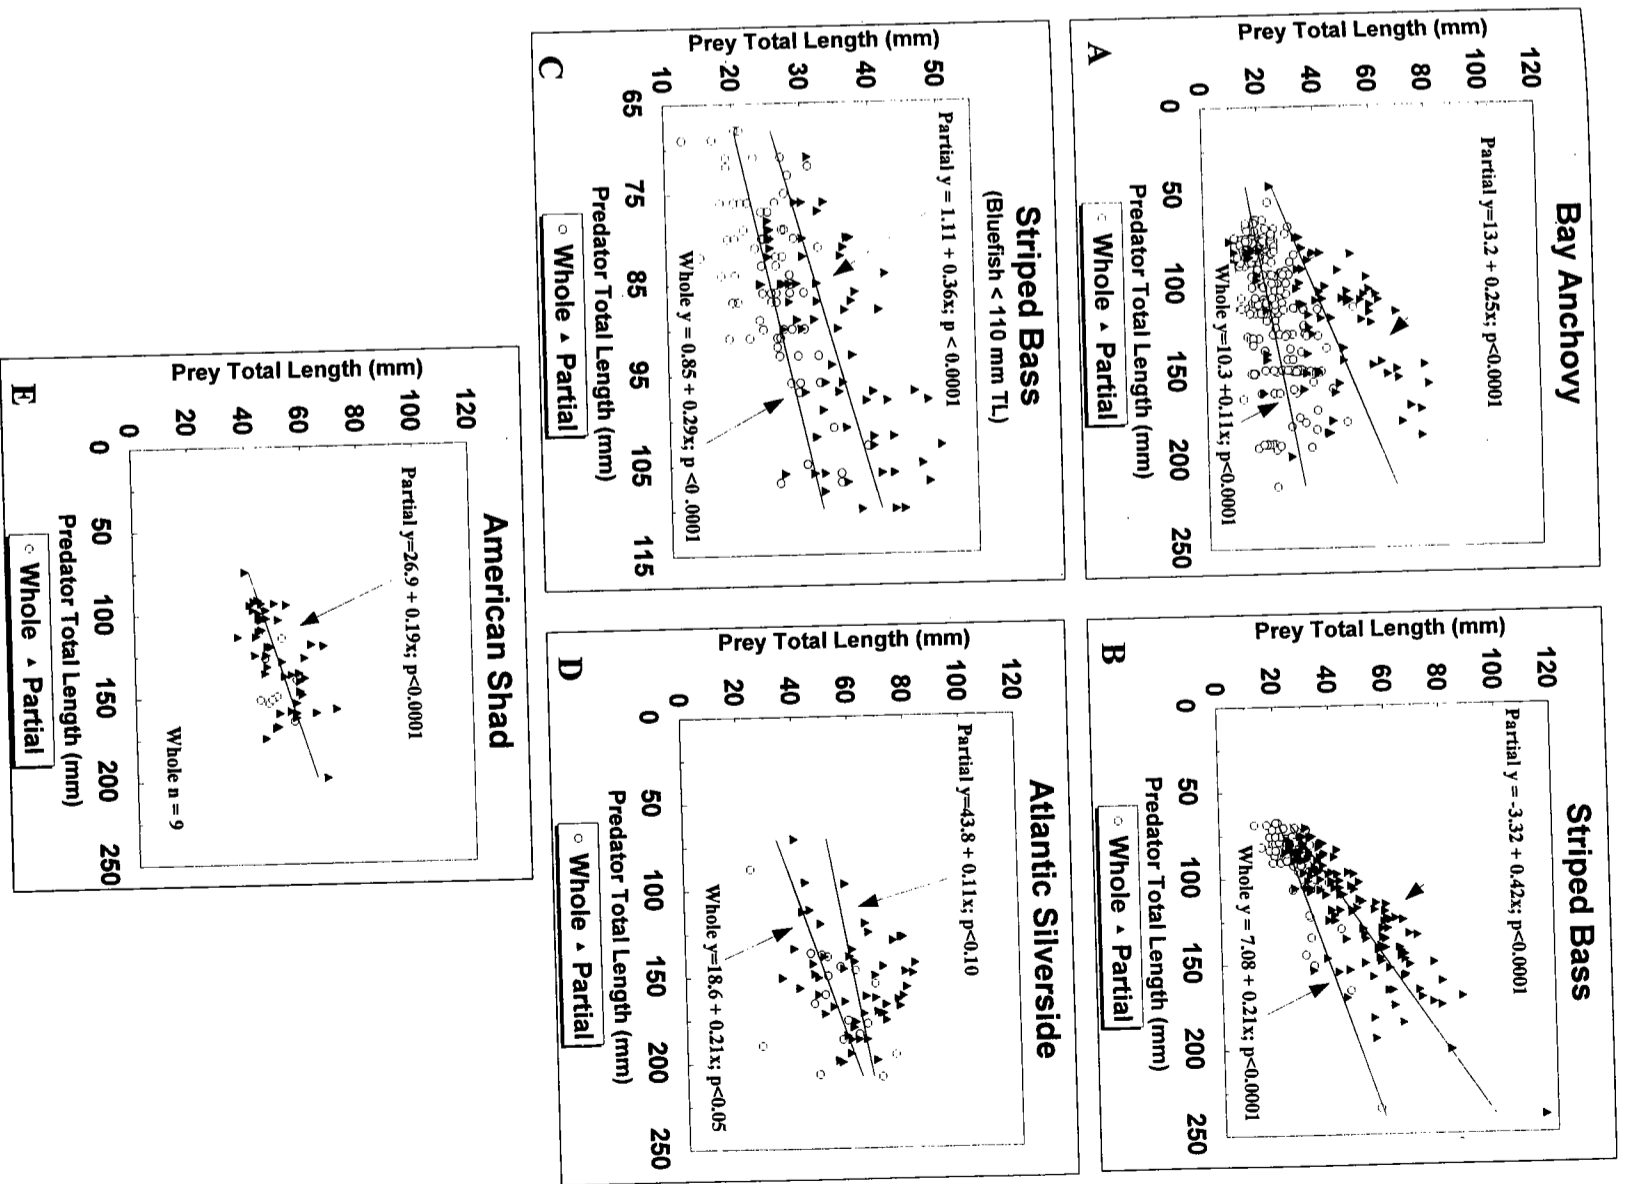 Bay Anchovy
Partial y=13.2 + 0.25x; p<0.0001
Whole y=10.3 +0.11x; p<0.0001
Prey Total Length (mm)
120
100
80
60
40
20
0
0 50 100 150 200 250
Predator Total Length (mm)
○ Whole ▲ Partial
A
Striped Bass
Partial y = -3.32 + 0.42x; p<0.0001
Whole y = 7.08 + 0.21x; p<0.0001
Prey Total Length (mm)
120
100
80
60
40
20
0
0 50 100 150 200 250
Predator Total Length (mm)
○ Whole ▲ Partial
B
Striped Bass
(Bluefish < 110 mm TL)
Partial y = 1.11 + 0.36x; p < 0.0001
Whole y = 0.85 + 0.29x; p <0 .0001
Prey Total Length (mm)
50
40
30
20
10
65 75 85 95 105 115
Predator Total Length (mm)
○ Whole ▲ Partial
C
Atlantic Silverside
Partial y=43.8 + 0.11x; p<0.10
Whole y=18.6 + 0.21x; p<0.05
Prey Total Length (mm)
120
100
80
60
40
20
0
0 50 100 150 200 250
Predator Total Length (mm)
○ Whole ▲ Partial
D
American Shad
Partial y=26.9 + 0.19x; p<0.0001
Whole n = 9
Prey Total Length (mm)
120
100
80
60
40
20
0
0 50 100 150 200 250
Predator Total Length (mm)
○ Whole ▲ Partial
E